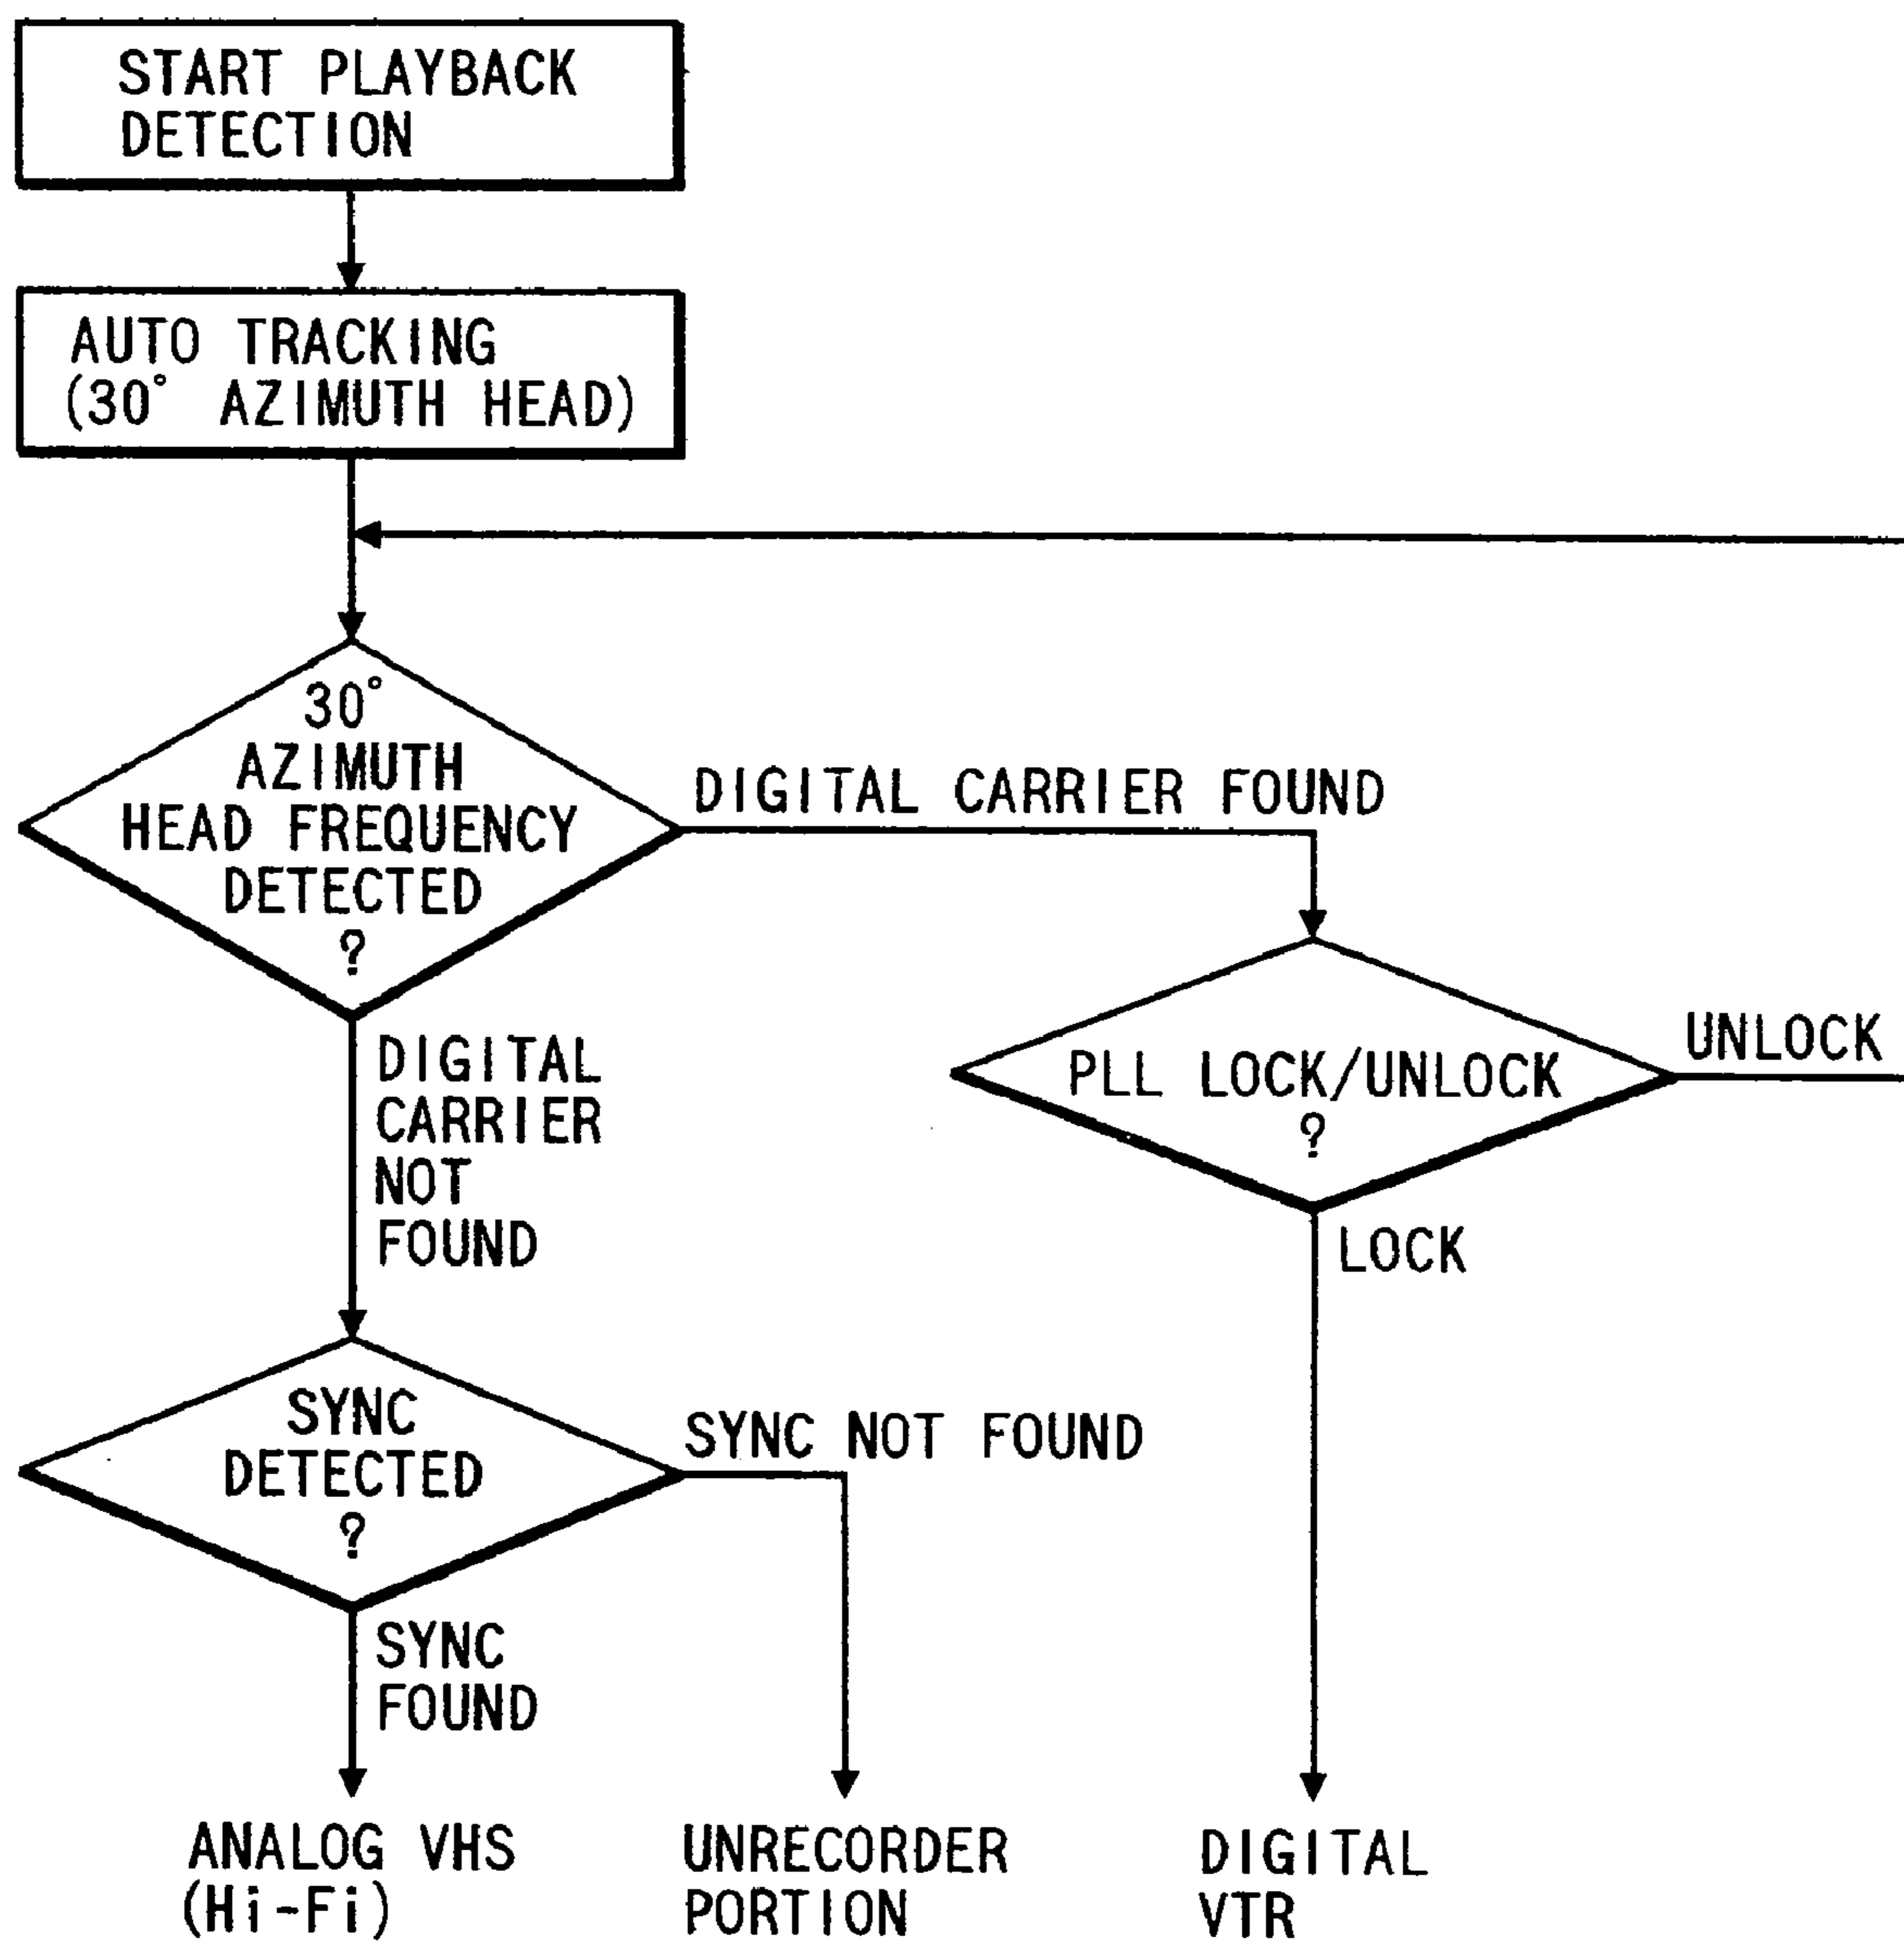 START PLAYBACK
DETECTION
AUTO TRACKING
(30° AZIMUTH HEAD)
30°
AZIMUTH
HEAD FREQUENCY
DETECTED
?
DIGITAL CARRIER FOUND
DIGITAL
CARRIER
NOT
FOUND
PLL LOCK/UNLOCK
?
UNLOCK
LOCK
SYNC
DETECTED
?
SYNC NOT FOUND
SYNC
FOUND
ANALOG VHS
(Hi-Fi)
UNRECORDER
PORTION
DIGITAL
VTR